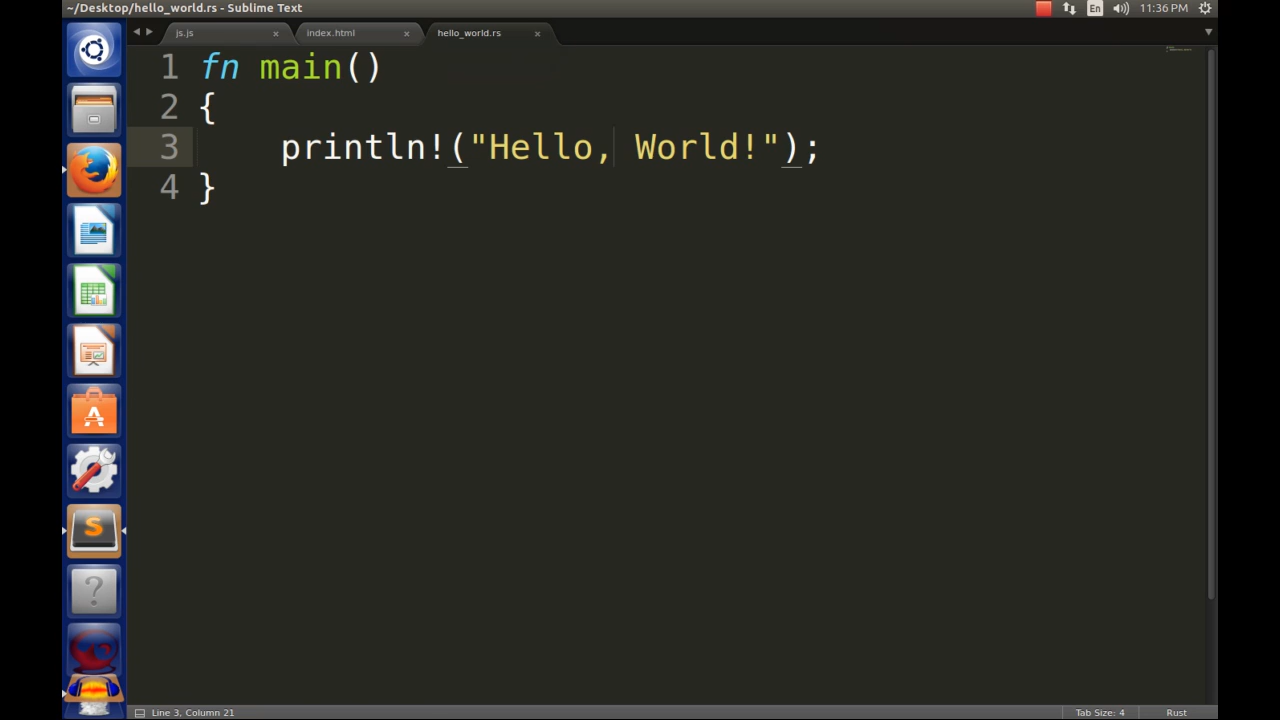 ~/Desktop/hello_world.rs - Sublime Text
En
11:36 PM
js.js
index.html
hello_world.rs
1 fn main()
2 {
3     println!("Hello, World!");
4 }
Line 3, Column 21
Tab Size: 4
Rust